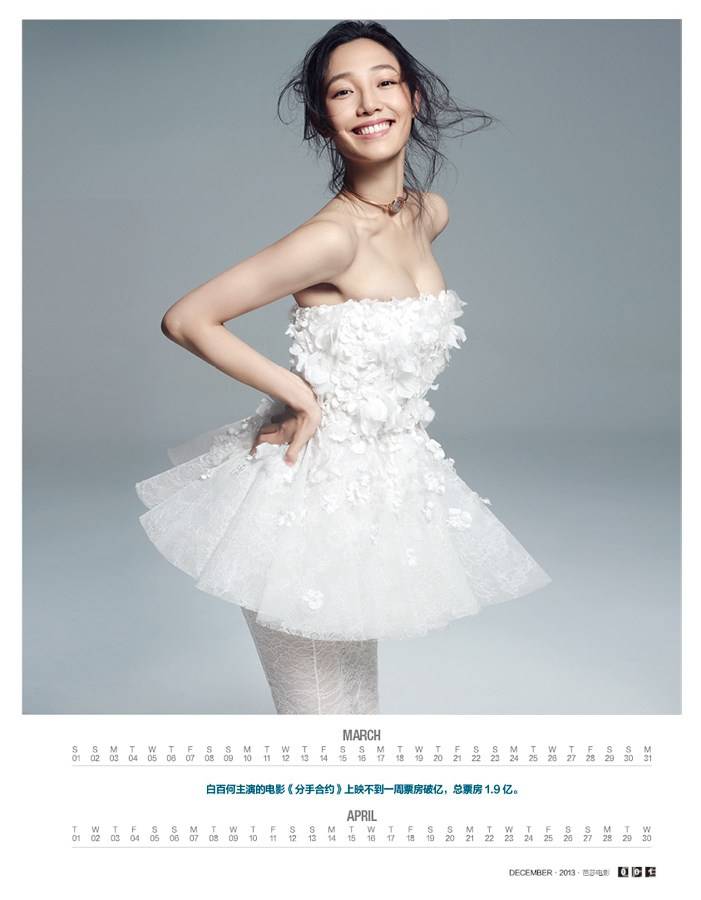 MARCH
S S M T W T F S S M T W T F S S M T W T F S S M T W T F S S M
01 02 03 04 05 06 07 08 09 10 11 12 13 14 15 16 17 18 19 20 21 22 23 24 25 26 27 28 29 30 31
白百何主演的电影《分手合约》上映不到一周票房破亿，总票房1.9亿。
APRIL
T W T F S S M T W T F S S M T W T F S S M T W T F S S M T W
01 02 03 04 05 06 07 08 09 10 11 12 13 14 15 16 17 18 19 20 21 22 23 24 25 26 27 28 29 30
DECEMBER · 2013 · 芭莎电影